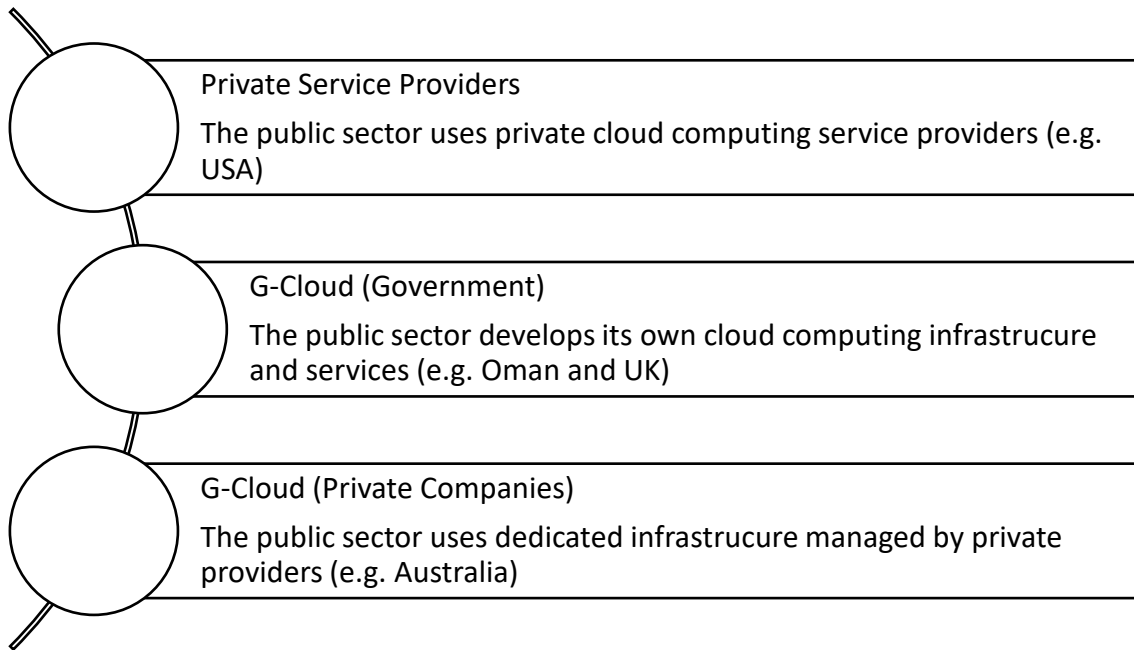 Private Service Providers
The public sector uses private cloud computing service providers (e.g.
USA)
G-Cloud (Government)
The public sector develops its own cloud computing infrastrucure
and services (e.g. Oman and UK)
G-Cloud (Private Companies)
The public sector uses dedicated infrastrucure managed by private
providers (e.g. Australia)